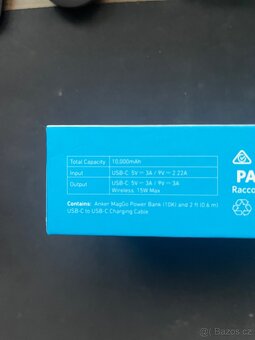 Total Capacity 10,000mAh
Input USB-C 5V ⎓ 3A / 9V ⎓ 2.22A
Output USB-C 5V ⎓ 3A / 9V ⎓ 3A
Wireless, 15W Max
Contains: Anker MagGo Power Bank (10K) and 2 ft (0.6 m)
USB-C to USB-C Charging Cable
PA
Racco
© Bazos.cz